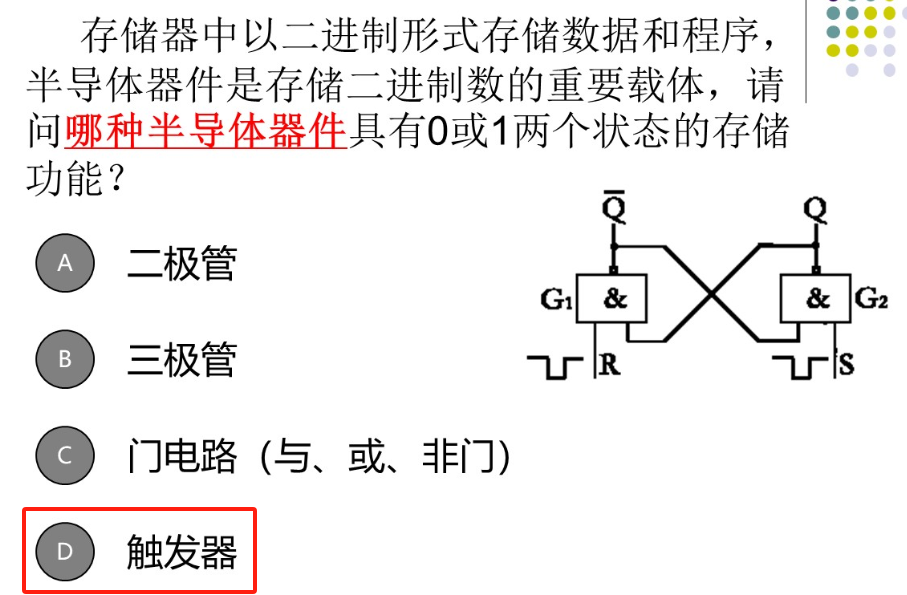 存储器中以二进制形式存储数据和程序，
半导体器件是存储二进制数的重要载体，请
问哪种半导体器件具有0或1两个状态的存储
功能？
Q̅ Q
A 二极管
G1 & & G2
B 三极管
R S
C 门电路（与、或、非门）
D 触发器